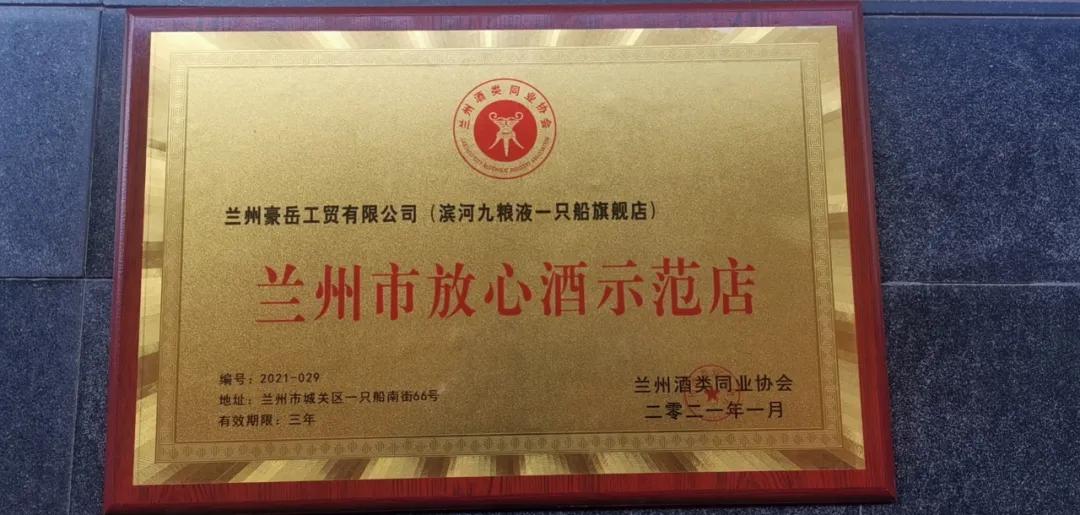 兰州酒类同业协会
兰州豪岳工贸有限公司（滨河九粮液一只船旗舰店）
兰州市放心酒示范店
编号：2021-029
地址：兰州市城关区一只船南街66号
有效期限：三年
兰州酒类同业协会
二零二一年一月